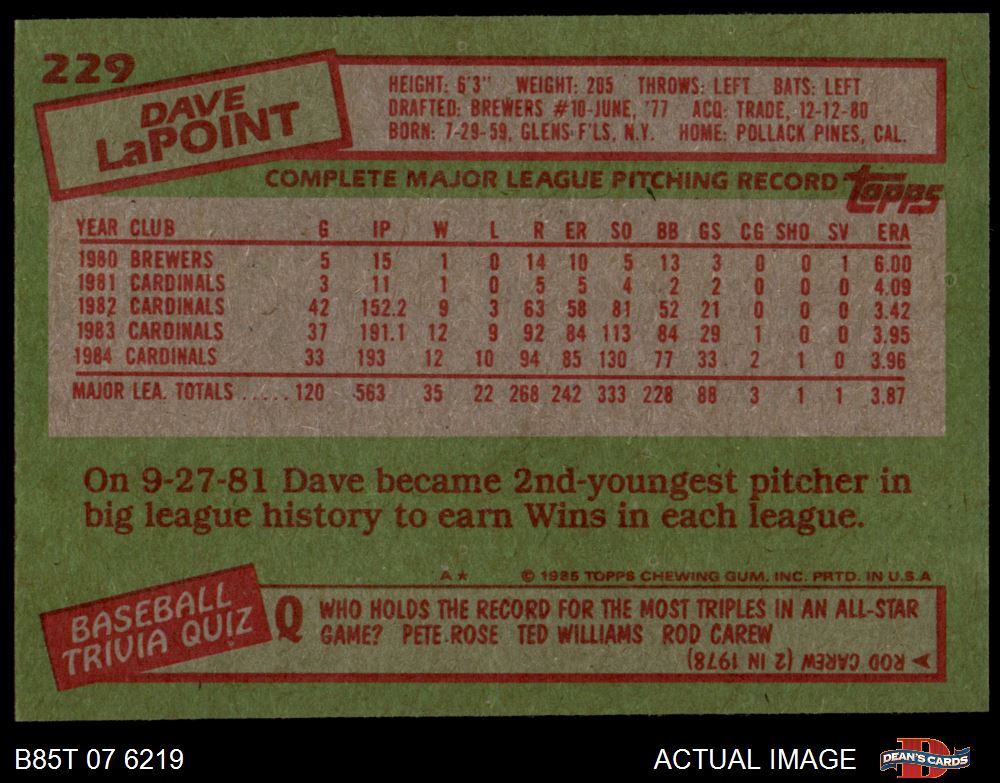 229
DAVE
LaPOINT
HEIGHT: 6'3" WEIGHT: 205 THROWS: LEFT BATS: LEFT
DRAFTED: BREWERS #10-JUNE, '77 ACQ: TRADE, 12-12-80
BORN: 7-29-59, GLENS F'LS, N.Y. HOME: POLLACK PINES, CAL.
COMPLETE MAJOR LEAGUE PITCHING RECORD topps
YEAR CLUB G IP W L R ER SO BB GS CG SHO SV ERA
1980 BREWERS 5 15 1 0 14 10 5 13 3 0 0 1 6.00
1981 CARDINALS 3 11 1 0 5 5 4 2 2 0 0 0 4.09
1982 CARDINALS 42 152.2 9 3 63 58 81 52 21 0 0 0 3.42
1983 CARDINALS 37 191.1 12 9 92 84 113 84 29 1 0 0 3.95
1984 CARDINALS 33 193 12 10 94 85 130 77 33 2 1 0 3.96
MAJOR LEA. TOTALS ..... 120 563 35 22 268 242 333 228 88 3 1 1 3.87
On 9-27-81 Dave became 2nd-youngest pitcher in
big league history to earn Wins in each league.
A★ © 1985 TOPPS CHEWING GUM, INC. PRTD. IN U.S.A
BASEBALL
TRIVIA QUIZ
Q WHO HOLDS THE RECORD FOR THE MOST TRIPLES IN AN ALL-STAR
GAME? PETE ROSE TED WILLIAMS ROD CAREW
ROD CAREW (2 IN 1978)
B85T 07 6219
ACTUAL IMAGE
D
DEAN'S CARDS